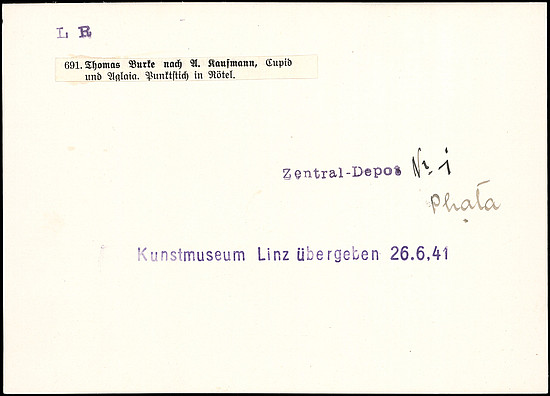 L R
691. Thomas Burke nach A. Kaufmann, Cupid
und Aglaia. Punktstich in Rötel.
Zentral-Depos Nr. 1
Phata
Kunstmuseum Linz übergeben 26.6.41